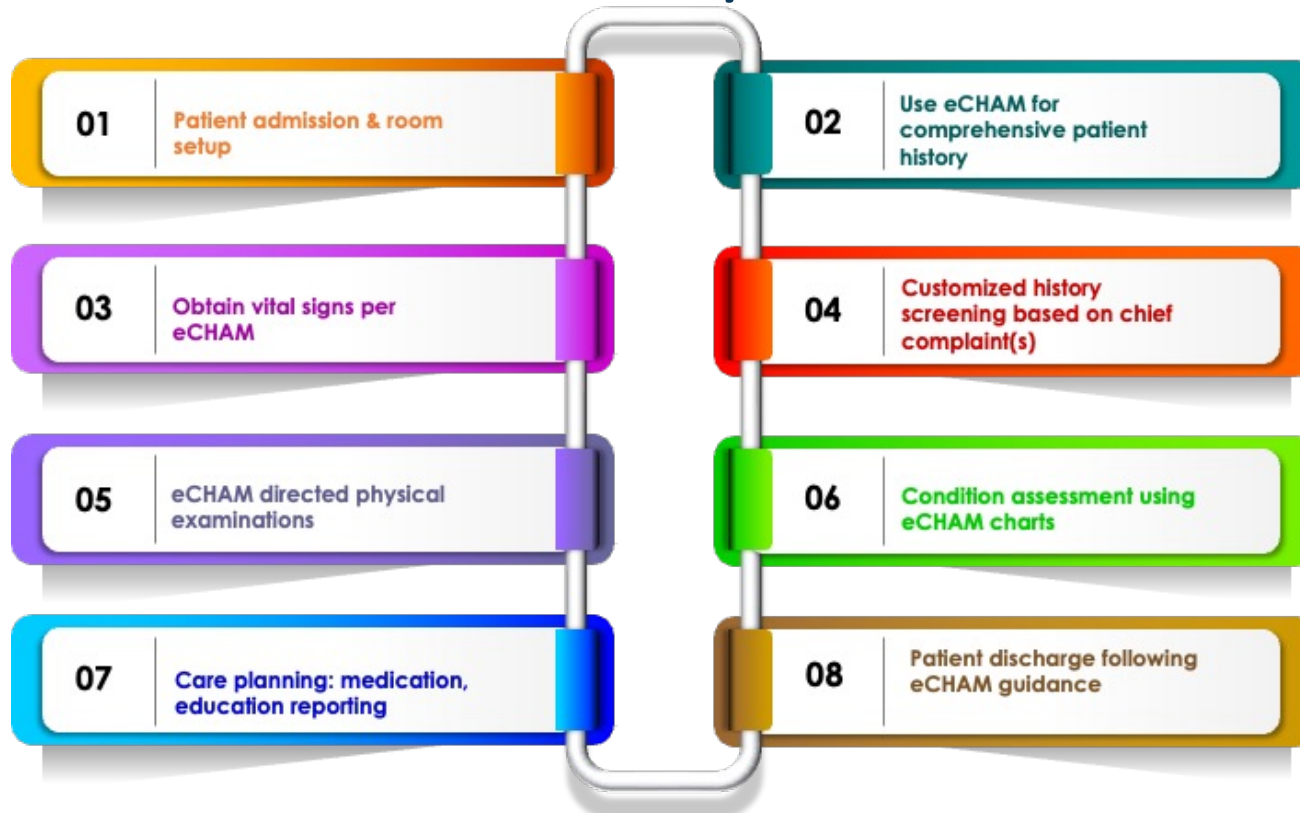 01
Patient admission & room
setup
02
Use eCHAM for
comprehensive patient
history
03
Obtain vital signs per
eCHAM
04
Customized history
screening based on chief
complaint(s)
05
eCHAM directed physical
examinations
06
Condition assessment using
eCHAM charts
07
Care planning: medication,
education reporting
08
Patient discharge following
eCHAM guidance